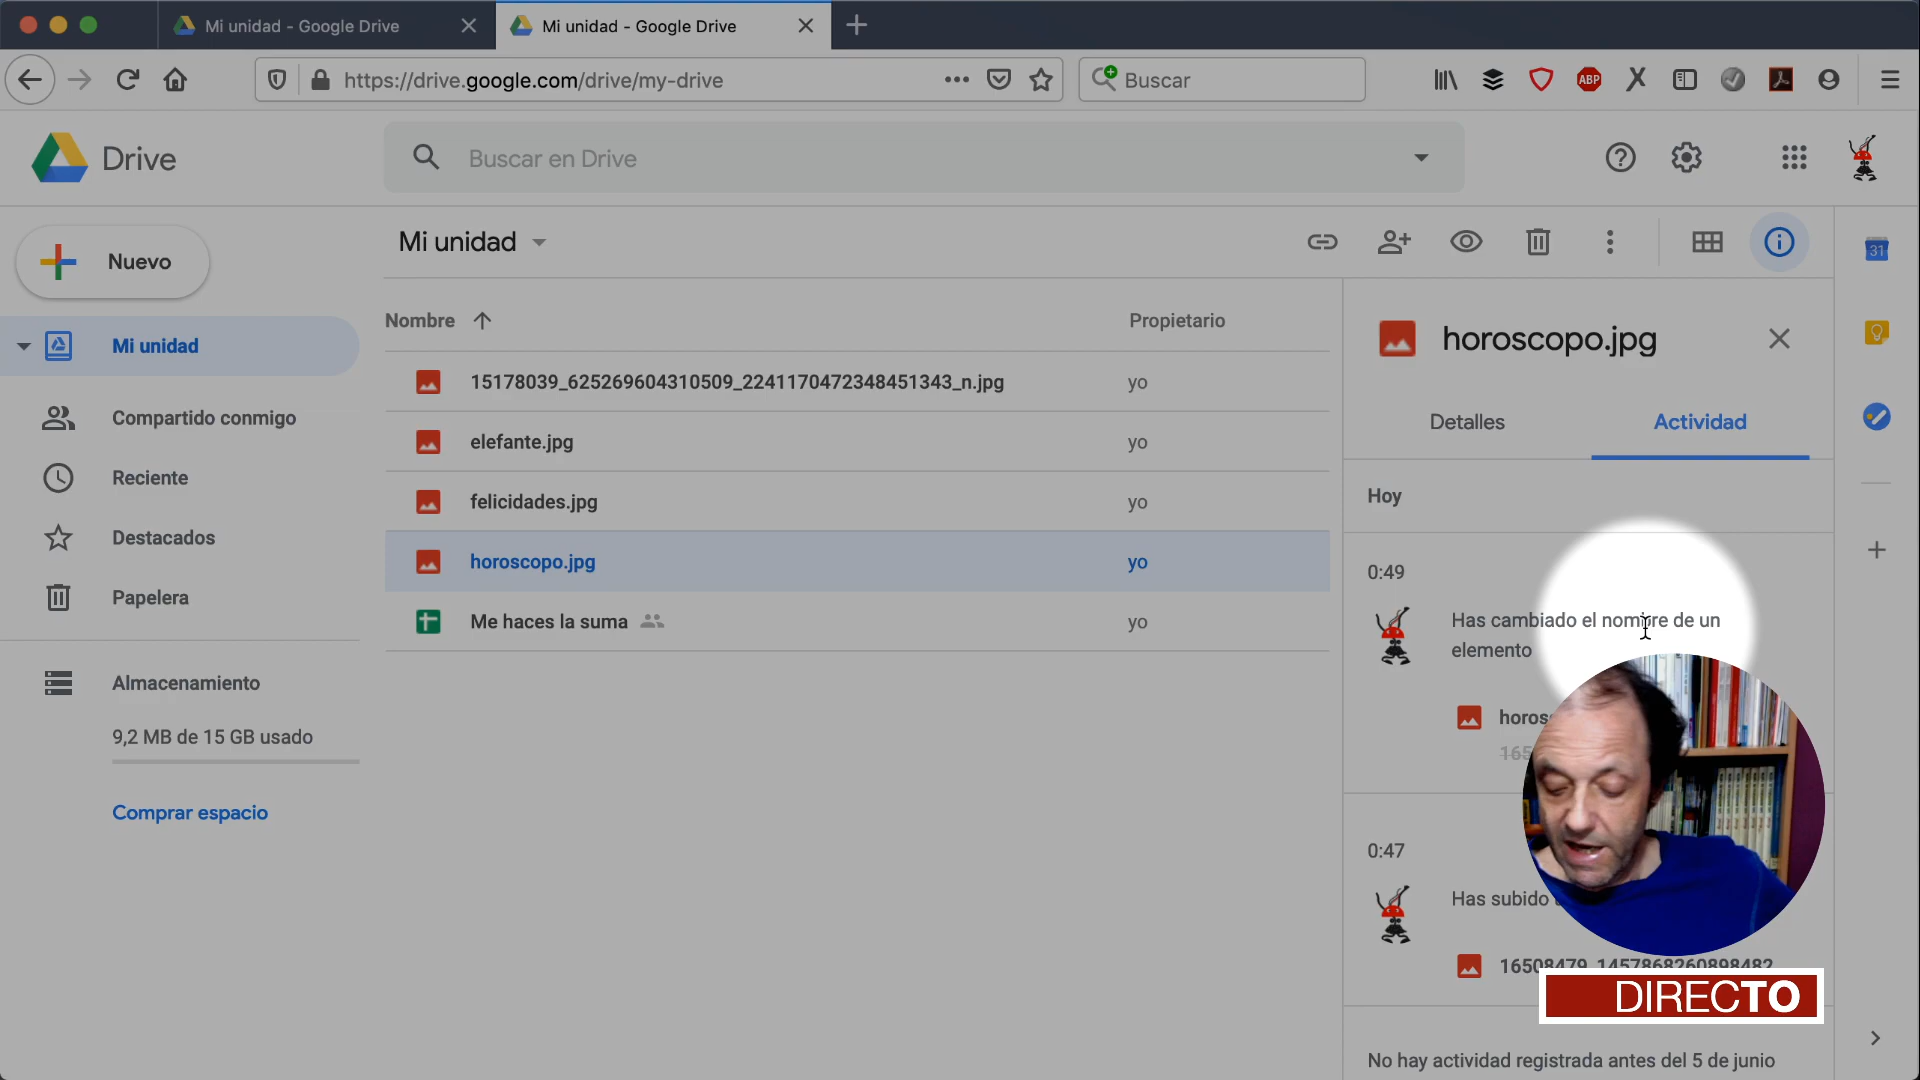 Mi unidad - Google Drive
Mi unidad - Google Drive
https://drive.google.com/drive/my-drive
Buscar
ABP
Drive
Buscar en Drive
Nuevo
Mi unidad
Compartido conmigo
Reciente
Destacados
Papelera
Almacenamiento
9,2 MB de 15 GB usado
Comprar espacio
Mi unidad
Nombre
Propietario
15178039_625269604310509_2241170472348451343_n.jpg
yo
elefante.jpg
yo
felicidades.jpg
yo
horoscopo.jpg
yo
Me haces la suma
yo
horoscopo.jpg
Detalles
Actividad
Hoy
0:49
Has cambiado el nombre de un
elemento
0:47
Has subido
16508479_1457868260898482
DIRECTO
No hay actividad registrada antes del 5 de junio
31